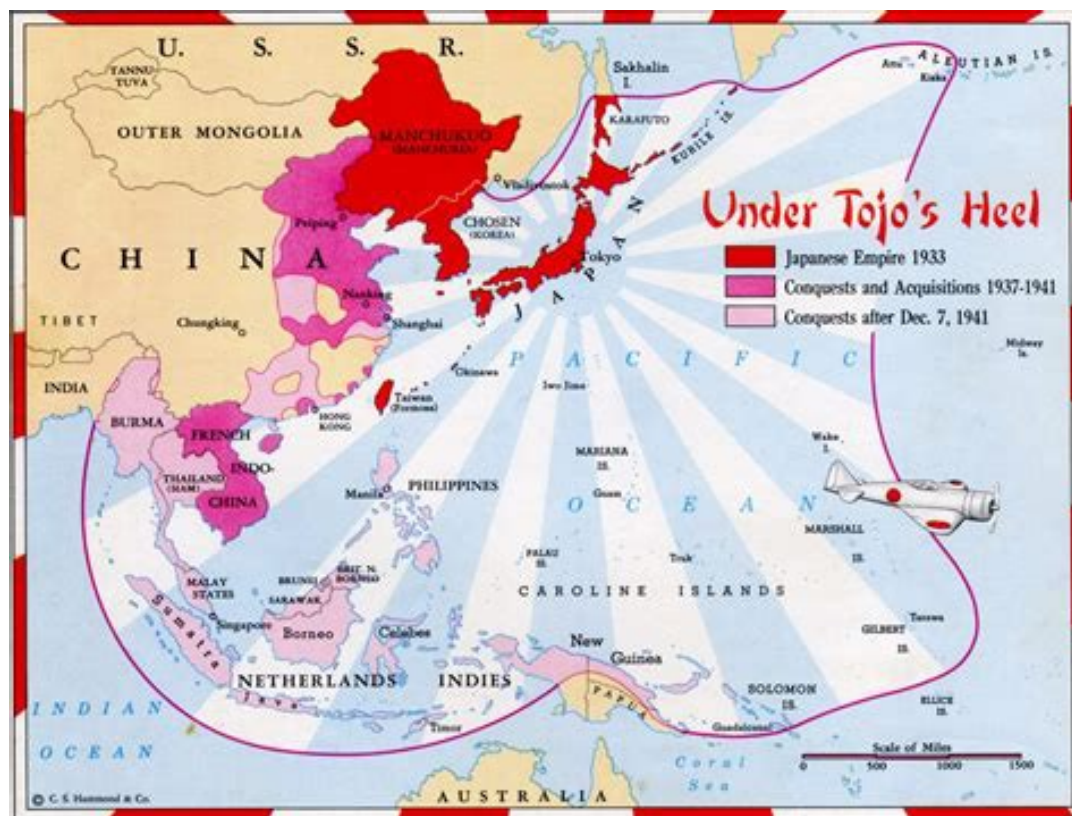 U. S. S. R.
TANNU
TUVA
OUTER MONGOLIA
MANCHUKUO
(MANCHURIA)
Sakhalin
I.
KARAFUTO
KURILE IS.
Attu
Kiska
ALEUTIAN IS.
Vladivostok
CHOSEN
(KOREA)
Peiping
CHINA
Nanking
Shanghai
Chungking
TIBET
INDIA
JAPAN
Tokyo
Under Tojo's Heel
Japanese Empire 1933
Conquests and Acquisitions 1937-1941
Conquests after Dec. 7, 1941
PACIFIC
OCEAN
Midway
Is.
Okinawa
Iwo Jima
Taiwan
(Formosa)
HONG
KONG
BURMA
FRENCH
INDO-
CHINA
THAILAND
(SIAM)
Manila
PHILIPPINES
MARIANA
IS.
Guam
Wake
I.
MARSHALL
IS.
PALAU
IS.
Truk
CAROLINE ISLANDS
MALAY
STATES
Singapore
BRUNEI
BRIT. N.
BORNEO
SARAWAK
Borneo
Sumatra
Celebes
NETHERLANDS INDIES
Java
Timor
New
Guinea
PAPUA
Tarawa
GILBERT
IS.
SOLOMON
IS.
Guadalcanal
ELLICE
IS.
INDIAN
OCEAN
Coral
Sea
Scale of Miles
0 500 1000 1500
AUSTRALIA
© C. S. Hammond & Co.